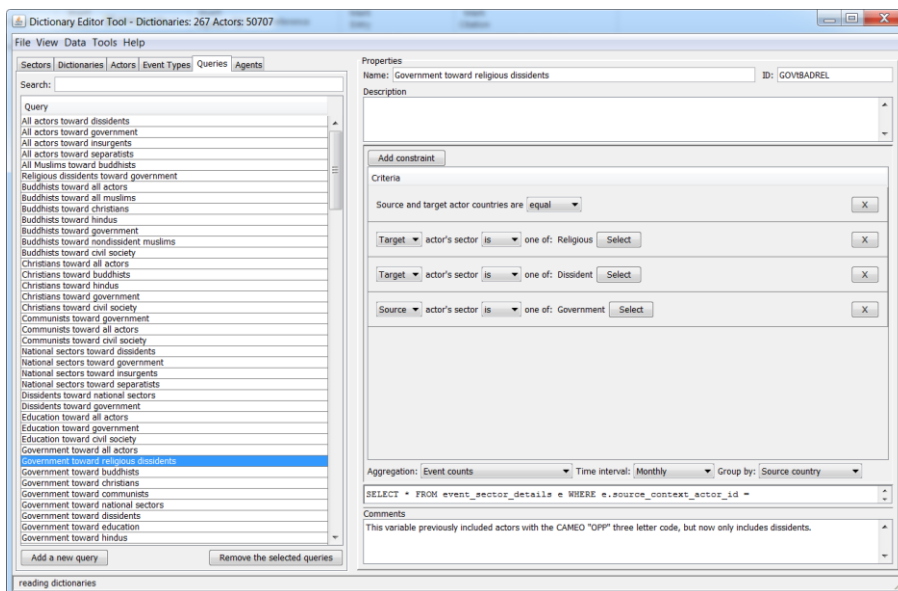 Dictionary Editor Tool - Dictionaries: 267 Actors: 50707
File View Data Tools Help
Sectors Dictionaries Actors Event Types Queries Agents
Search:
Query
All actors toward dissidents
All actors toward government
All actors toward insurgents
All actors toward separatists
All Muslims toward buddhists
Religious dissidents toward government
Buddhists toward all actors
Buddhists toward all muslims
Buddhists toward christians
Buddhists toward hindus
Buddhists toward government
Buddhists toward nondissident muslims
Buddhists toward civil society
Christians toward all actors
Christians toward buddhists
Christians toward hindus
Christians toward government
Christians toward civil society
Communists toward government
Communists toward all actors
Communists toward civil society
National sectors toward dissidents
National sectors toward government
National sectors toward insurgents
National sectors toward separatists
Dissidents toward national sectors
Dissidents toward government
Education toward all actors
Education toward government
Education toward civil society
Government toward all actors
Government toward religious dissidents
Government toward buddhists
Government toward christians
Government toward communists
Government toward national sectors
Government toward dissidents
Government toward education
Government toward hindus
Add a new query Remove the selected queries
reading dictionaries
Properties
Name: Government toward religious dissidents ID: GOVtBADREL
Description
Add constraint
Criteria
Source and target actor countries are equal X
Target actor's sector is one of: Religious Select X
Target actor's sector is one of: Dissident Select X
Source actor's sector is one of: Government Select X
Aggregation: Event counts Time interval: Monthly Group by: Source country
SELECT * FROM event_sector_details e WHERE e.source_context_actor_id =
Comments
This variable previously included actors with the CAMEO "OPP" three letter code, but now only includes dissidents.